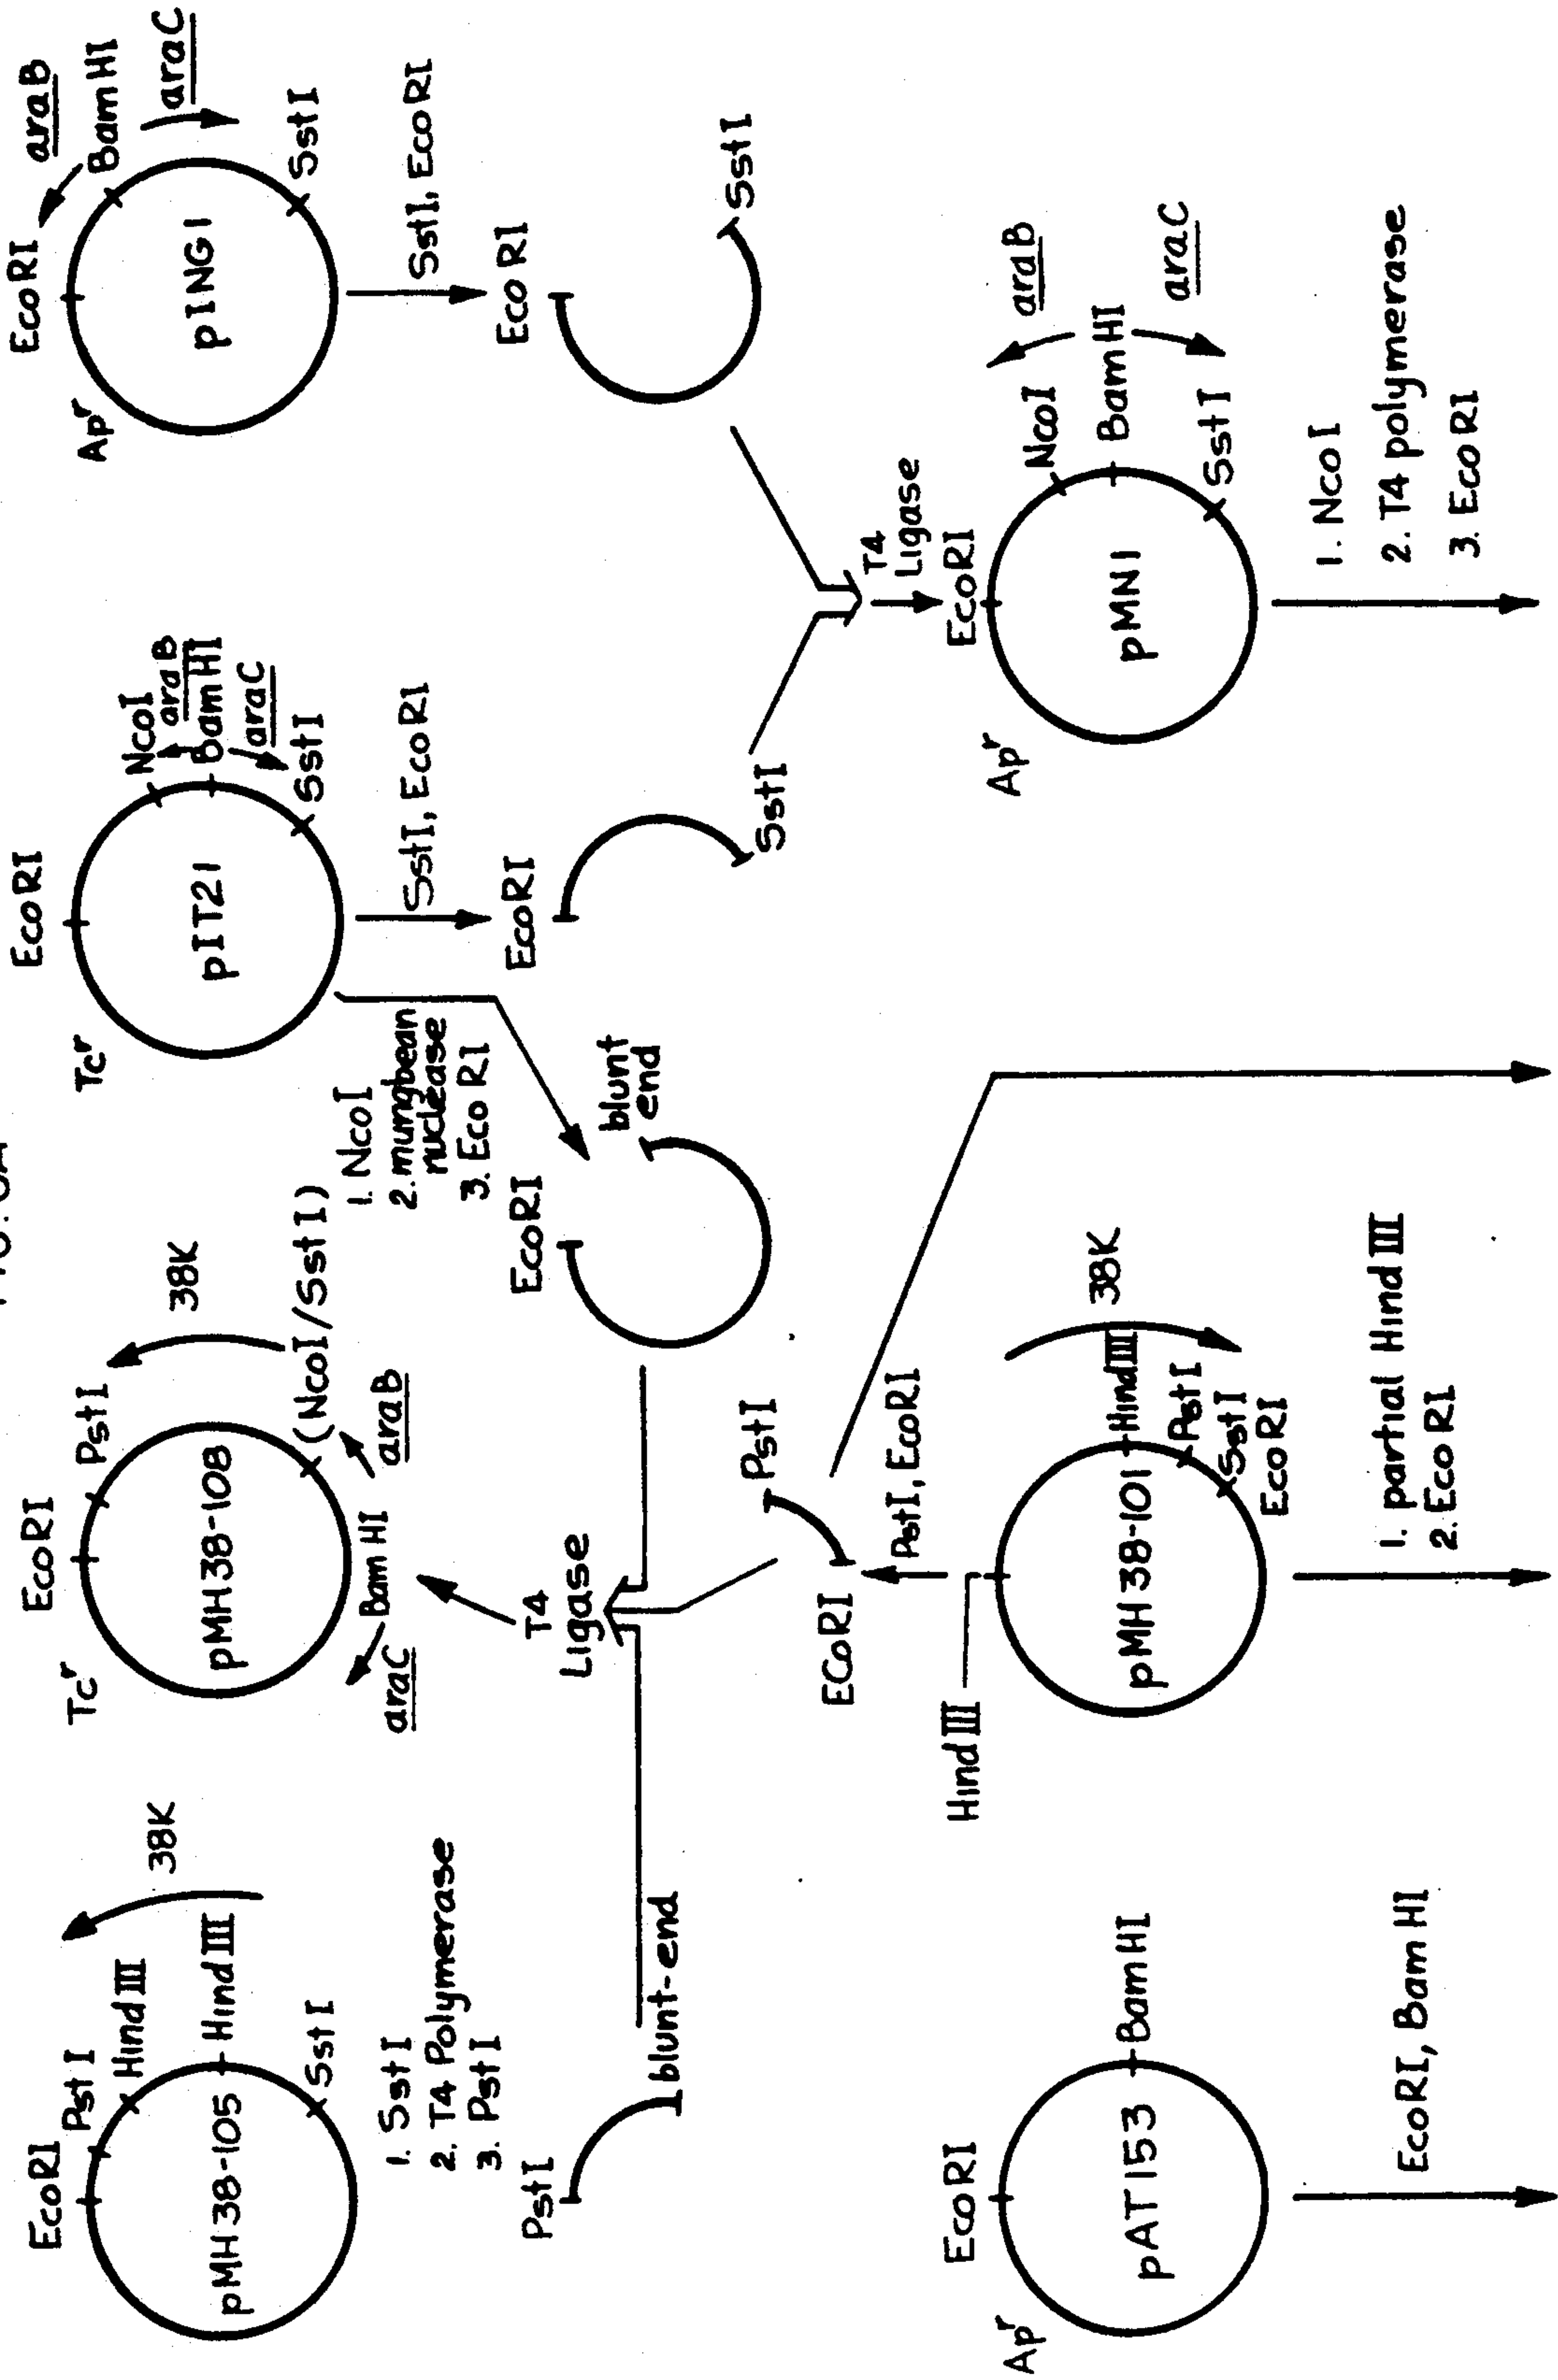 EcoRI
PstI
HindIII
HindIII
SstI
38K
pMH38-105
1. SstI
2. T4 Polymerase
3. PstI
PstI
blunt-end
EcoRI
Tcʳ
PstI
38K
(NcoI/SstI)
pMH38-108
BamHI
araB
araC
T4
Ligase
EcoRI
Tcʳ
NcoI
araB
BamHI
araC
SstI
pIT21
1. NcoI
2. mungbean
nuclease
3. EcoRI
EcoRI
blunt
end
SstI, EcoRI
EcoRI
SstI
EcoRI
araB
BamHI
araC
SstI
Apʳ
pING1
SstI, EcoRI
EcoRI
SstI
T4
Ligase
PstI
EcoRI
PstI, EcoRI
EcoRI
Apʳ
BamHI
pAT153
EcoRI, BamHI
HindIII
pMH38-101
HindIII
38K
PstI
SstI
EcoRI
1. partial HindIII
2. EcoRI
EcoRI
Apʳ
NcoI
araB
BamHI
araC
SstI
pMN1
1. NcoI
2. T4 polymerase
3. EcoRI